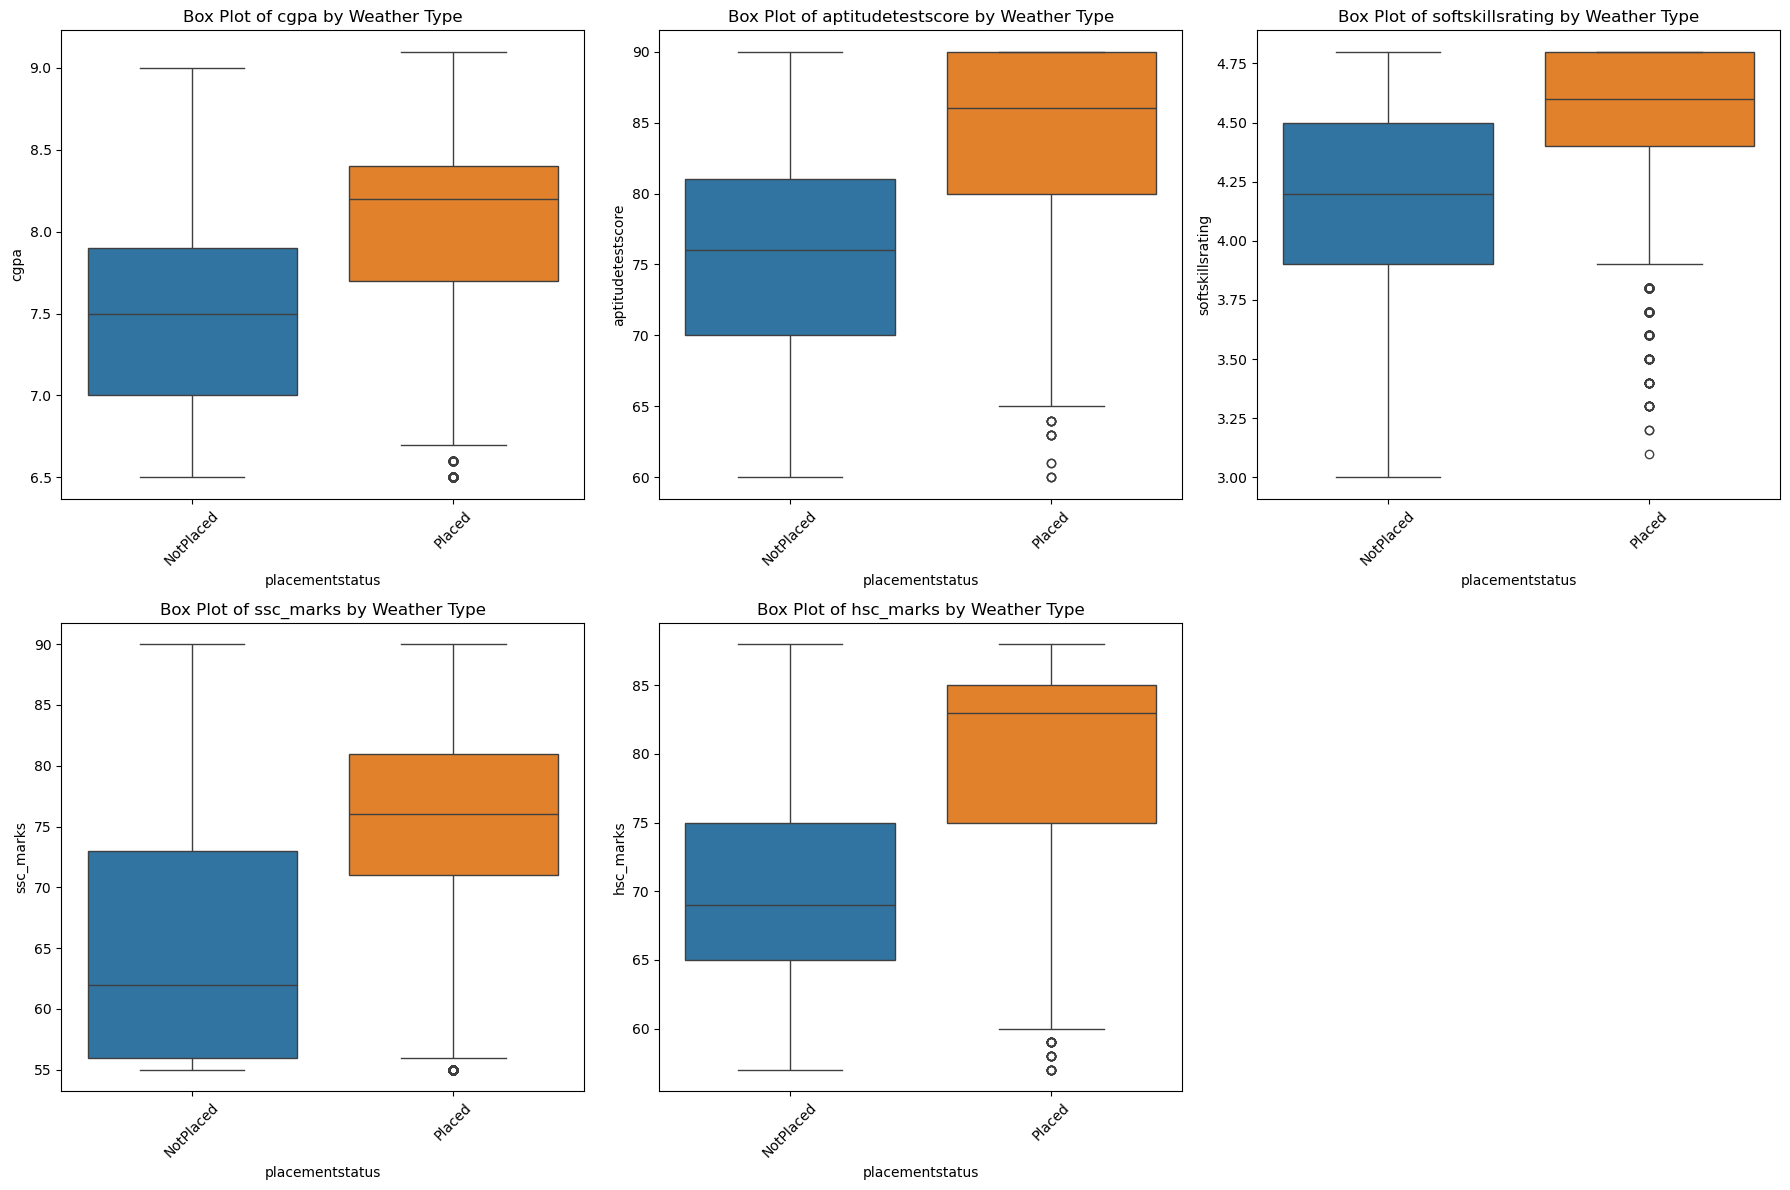 Box Plot of cgpa by Weather Type
9.0
8.5
8.0
7.5
7.0
6.5
cgpa
NotPlaced
Placed
placementstatus
Box Plot of aptitudetestscore by Weather Type
90
85
80
75
70
65
60
aptitudetestscore
NotPlaced
Placed
placementstatus
Box Plot of softskillsrating by Weather Type
4.75
4.50
4.25
4.00
3.75
3.50
3.25
3.00
softskillsrating
NotPlaced
Placed
placementstatus
Box Plot of ssc_marks by Weather Type
90
85
80
75
70
65
60
55
ssc_marks
NotPlaced
Placed
placementstatus
Box Plot of hsc_marks by Weather Type
85
80
75
70
65
60
hsc_marks
NotPlaced
Placed
placementstatus